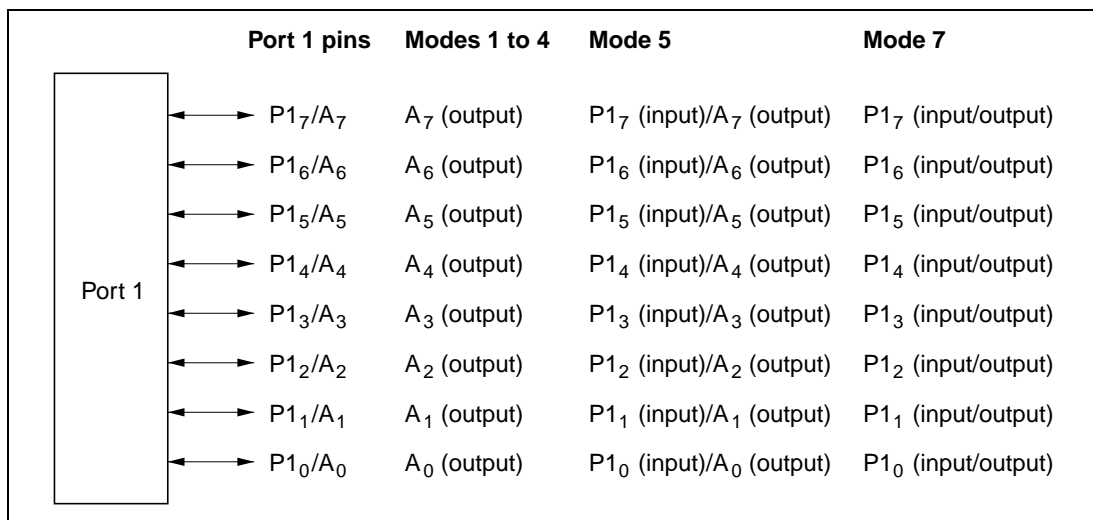 Port 1 pins Modes 1 to 4 Mode 5 Mode 7
P1₇/A₇ A₇ (output) P1₇ (input)/A₇ (output) P1₇ (input/output)
P1₆/A₆ A₆ (output) P1₆ (input)/A₆ (output) P1₆ (input/output)
P1₅/A₅ A₅ (output) P1₅ (input)/A₅ (output) P1₅ (input/output)
P1₄/A₄ A₄ (output) P1₄ (input)/A₄ (output) P1₄ (input/output)
Port 1
P1₃/A₃ A₃ (output) P1₃ (input)/A₃ (output) P1₃ (input/output)
P1₂/A₂ A₂ (output) P1₂ (input)/A₂ (output) P1₂ (input/output)
P1₁/A₁ A₁ (output) P1₁ (input)/A₁ (output) P1₁ (input/output)
P1₀/A₀ A₀ (output) P1₀ (input)/A₀ (output) P1₀ (input/output)